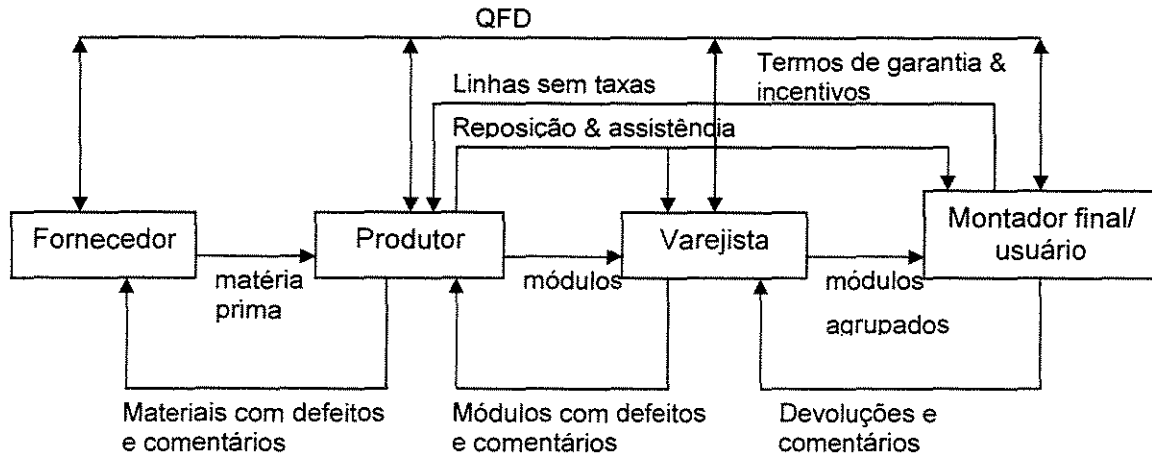 QFD
Termos de garantia &
incentivos
Linhas sem taxas
Reposição & assistência
Fornecedor
Produtor
Varejista
Montador final/
usuário
matéria
prima
módulos
módulos
agrupados
Materiais com defeitos
e comentários
Módulos com defeitos
e comentários
Devoluções e
comentários